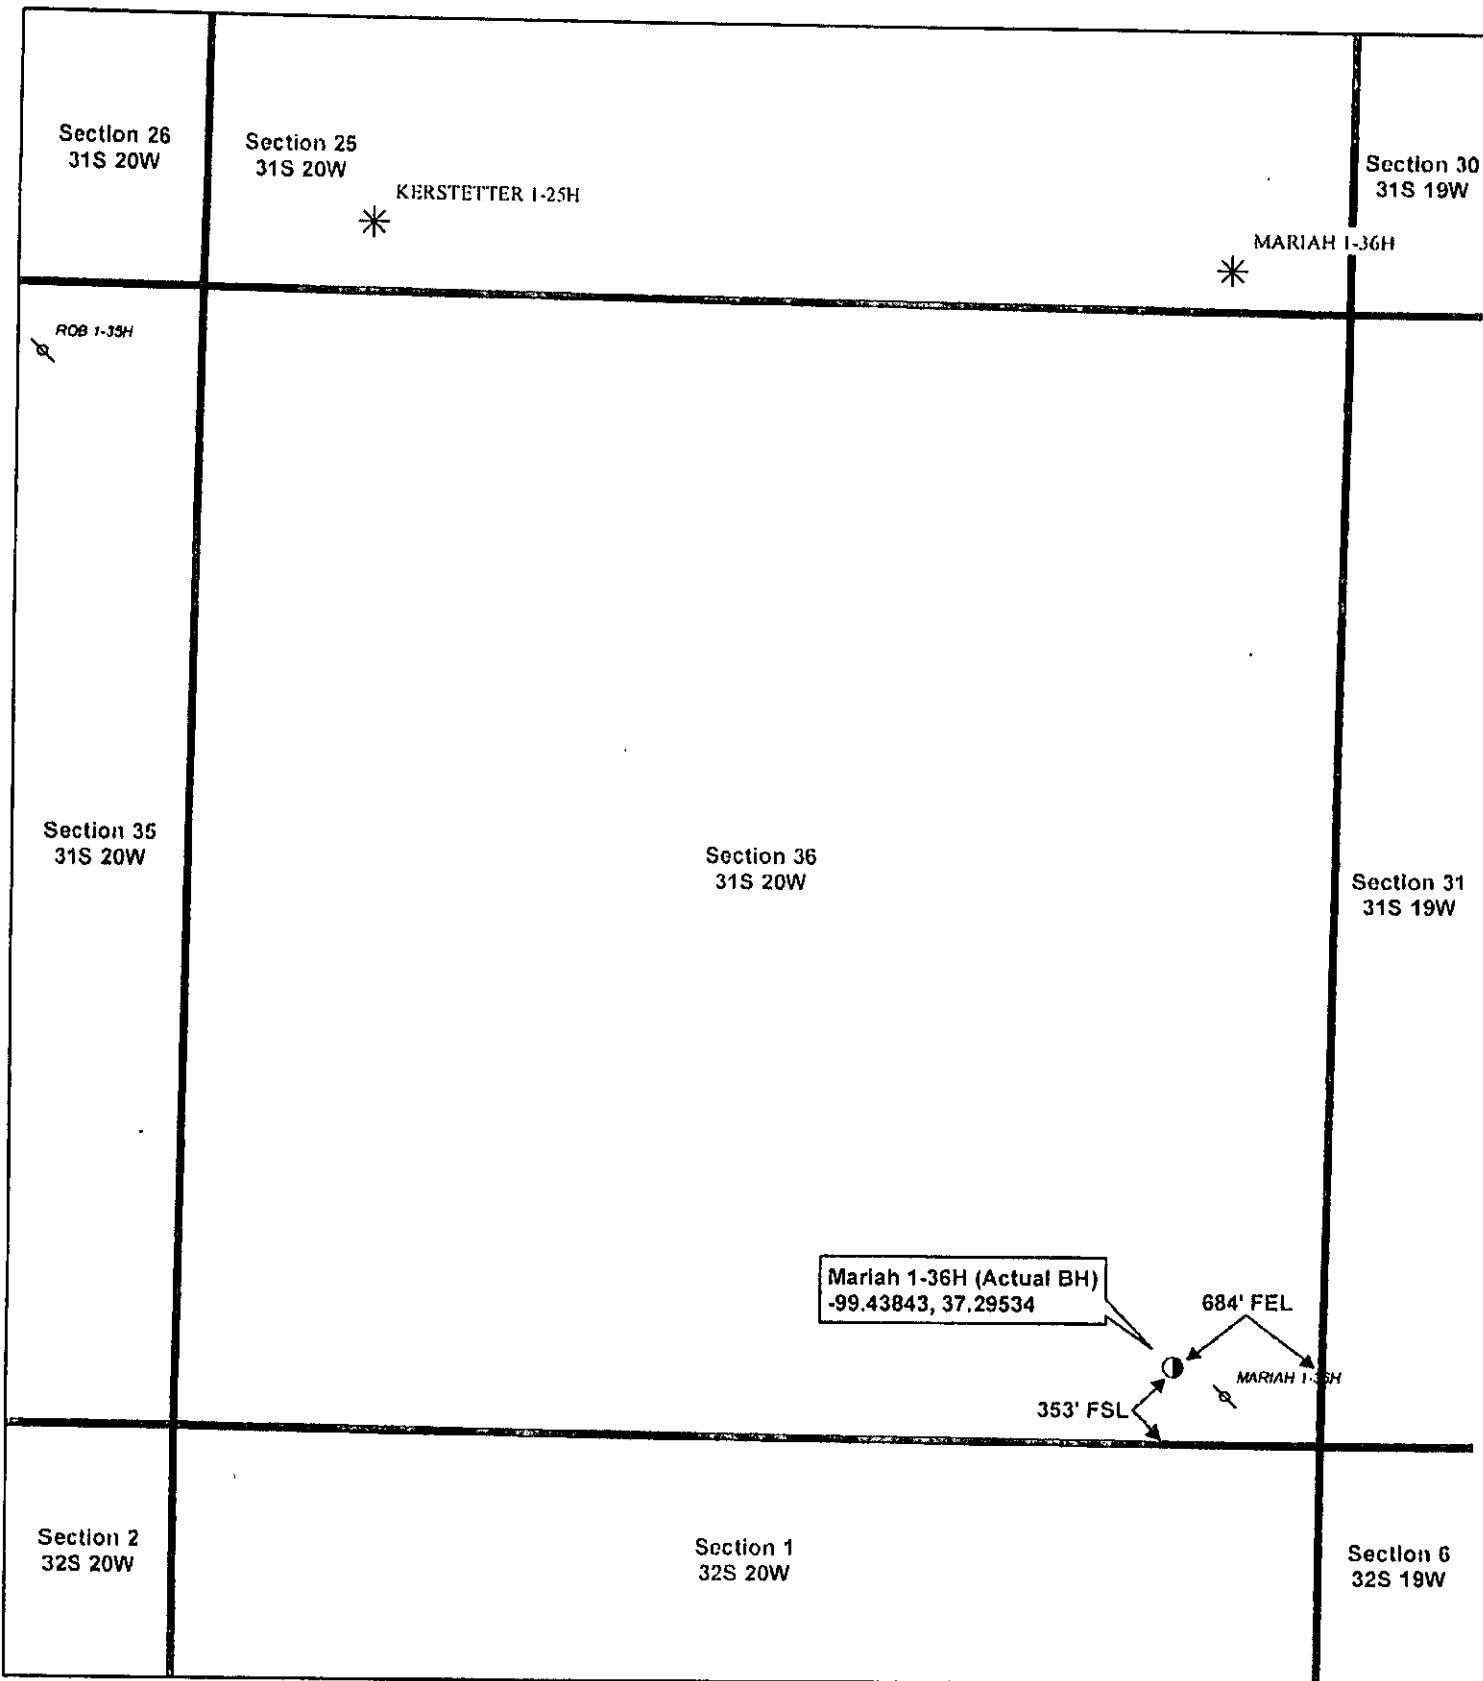 Section 26
31S 20W
Section 25
31S 20W
Section 30
31S 19W
KERSTETTER 1-25H
MARIAH 1-36H
ROB 1-35H
Section 35
31S 20W
Section 36
31S 20W
Section 31
31S 19W
Mariah 1-36H (Actual BH)
-99.43843, 37.29534
684' FEL
MARIAH 1-36H
353' FSL
Section 2
32S 20W
Section 1
32S 20W
Section 6
32S 19W